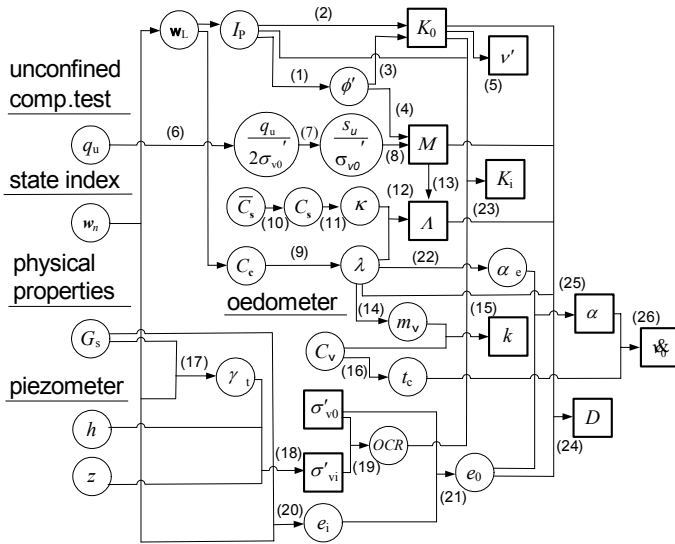 (2)
w_L
I_P
K_0
ν'
(1)
(3)
(5)
unconfined
comp.test
ϕ'
(4)
q_u
(6)
q_u / 2σ_v0'
(7)
s_u / σ_v0'
(8)
M
state index
(13)
K_i
w_n
C̅_s
(10)
C_s
(11)
κ
(12)
Λ
(23)
physical
properties
C_c
(9)
λ
(22)
α_e
oedometer
(14)
(15)
(25)
G_s
m_v
k
α
(26)
(17)
γ_t
C_v
(16)
t_c
piezometer
σ'_v0
h
(18)
(19)
OCR
D
(24)
z
σ'_vi
e_0
(21)
(20)
e_i